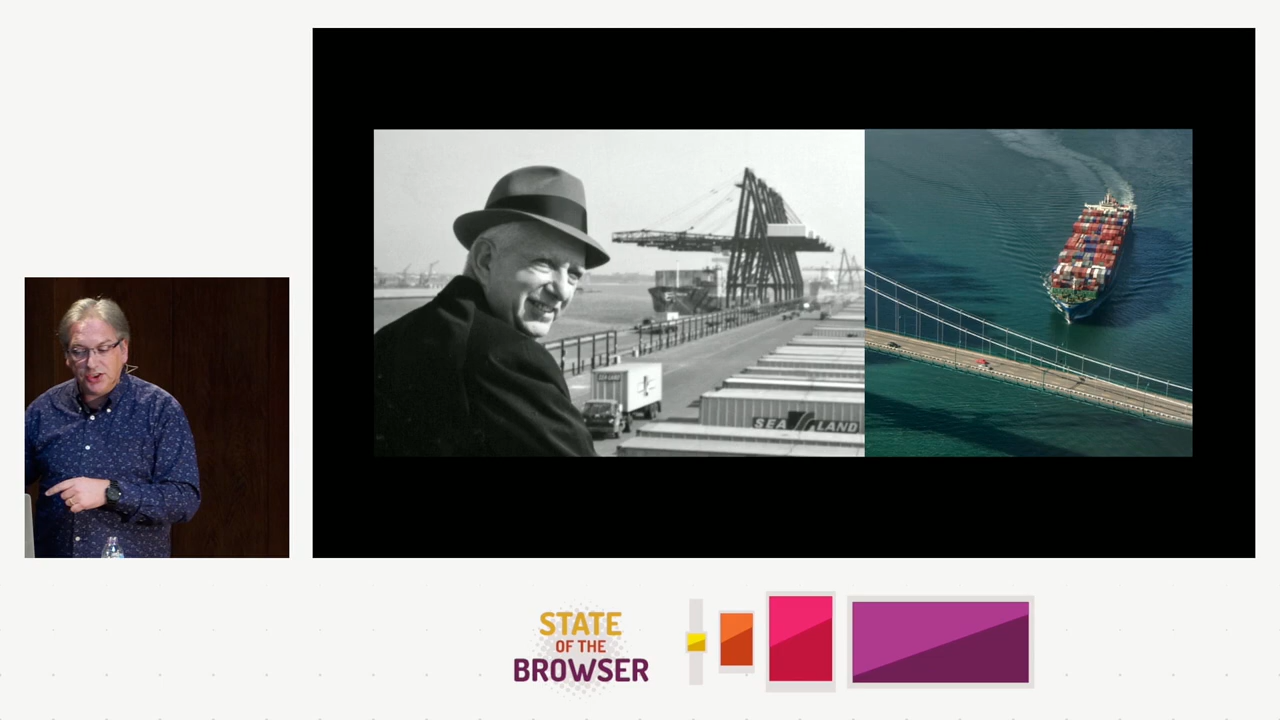 SEA LAND
STATE
OF THE
BROWSER